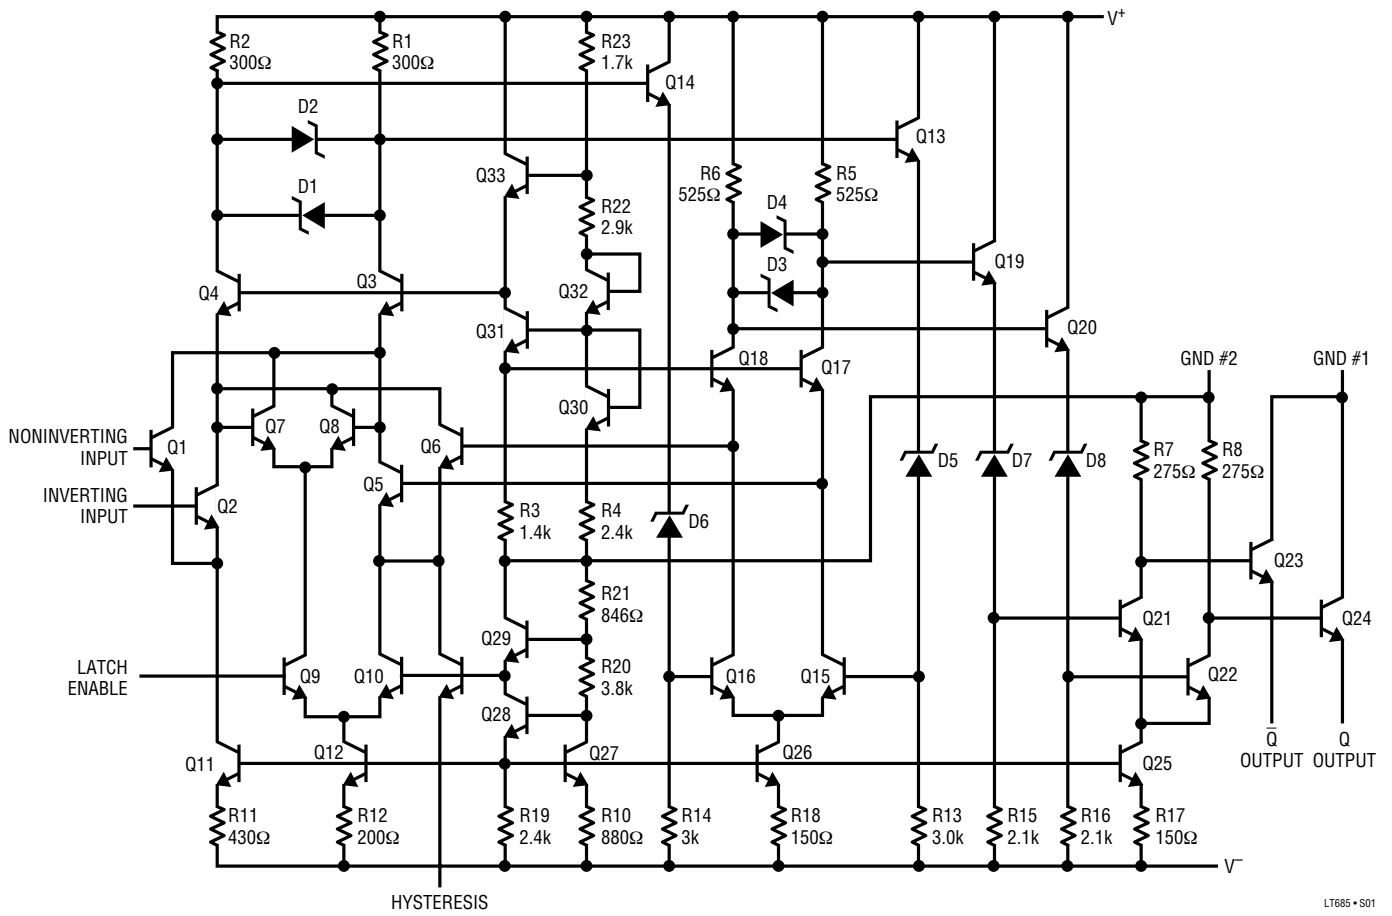 V+
R2
300Ω
R1
300Ω
R23
1.7k
Q14
D2
Q13
Q33
R6
525Ω
R5
525Ω
D1
R22
2.9k
D4
Q4
Q3
Q32
D3
Q19
Q31
Q20
Q18
Q17
GND #2
GND #1
Q30
NONINVERTING
INPUT
Q1
Q7
Q8
Q6
D5
D7
D8
R7
275Ω
R8
275Ω
INVERTING
INPUT
Q2
Q5
R3
1.4k
R4
2.4k
D6
Q23
R21
846Ω
Q29
Q21
Q24
LATCH
ENABLE
Q9
Q10
R20
3.8k
Q16
Q15
Q22
Q28
Q11
Q12
Q27
Q26
Q25
Q̅
OUTPUT
Q
OUTPUT
R11
430Ω
R12
200Ω
R19
2.4k
R10
880Ω
R14
3k
R18
150Ω
R13
3.0k
R15
2.1k
R16
2.1k
R17
150Ω
V–
HYSTERESIS
LT685 • S01